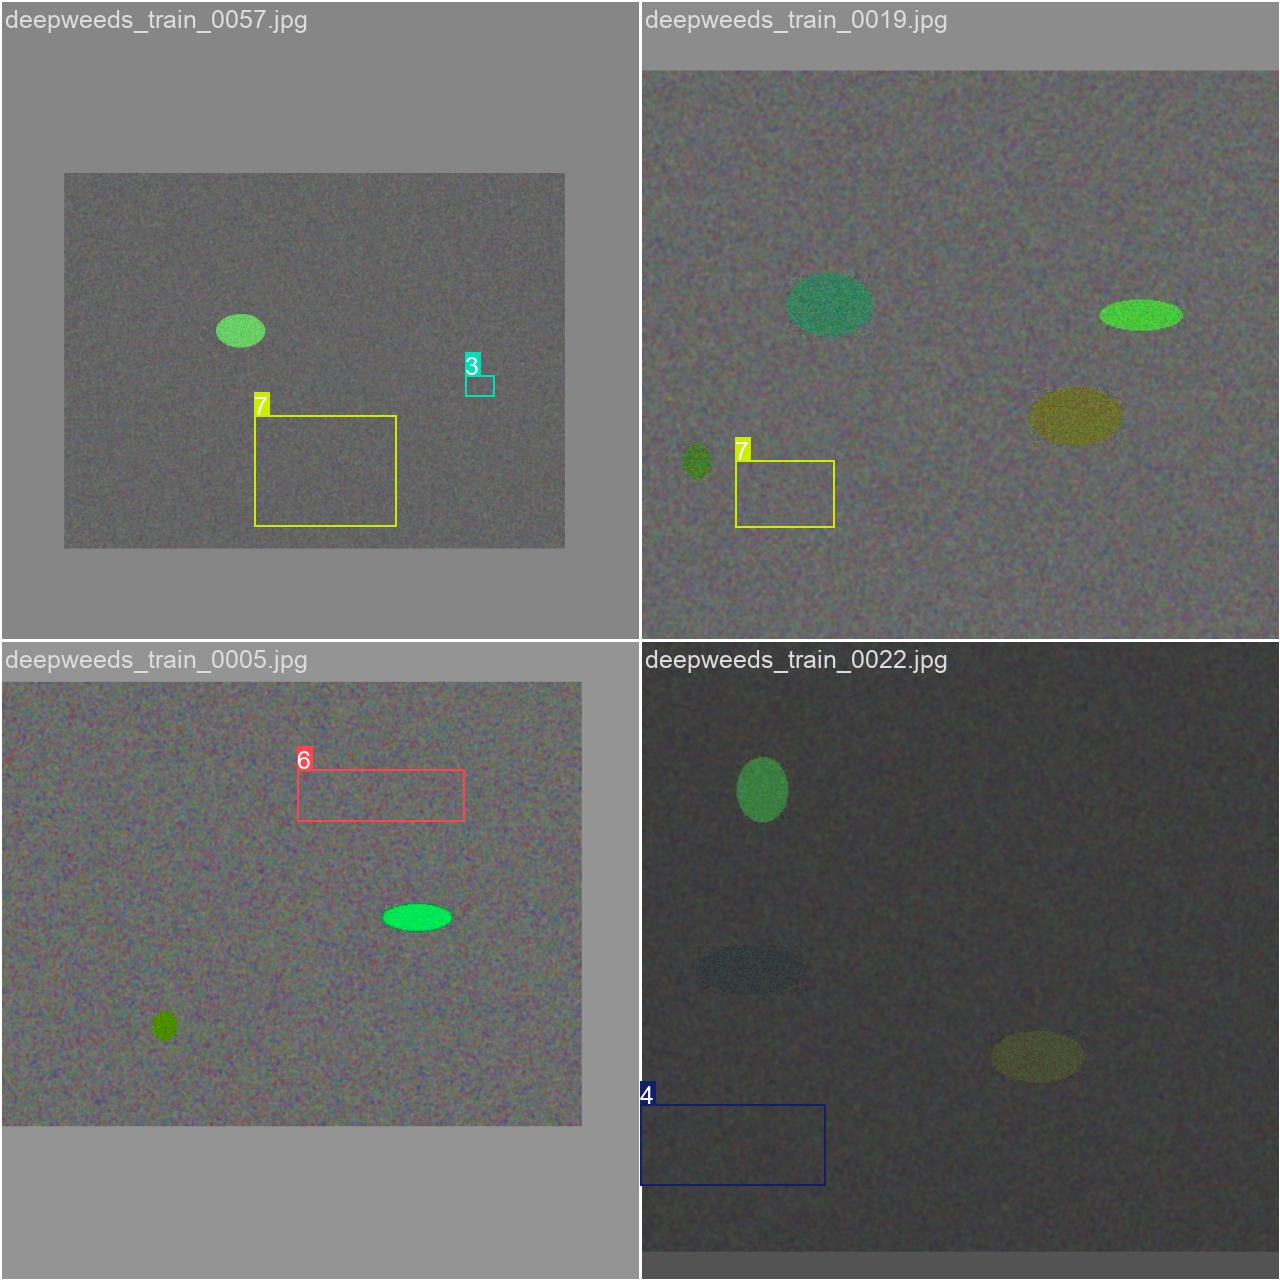 deepweeds_train_0057.jpg
deepweeds_train_0019.jpg
3
7
7
deepweeds_train_0005.jpg
deepweeds_train_0022.jpg
6
4